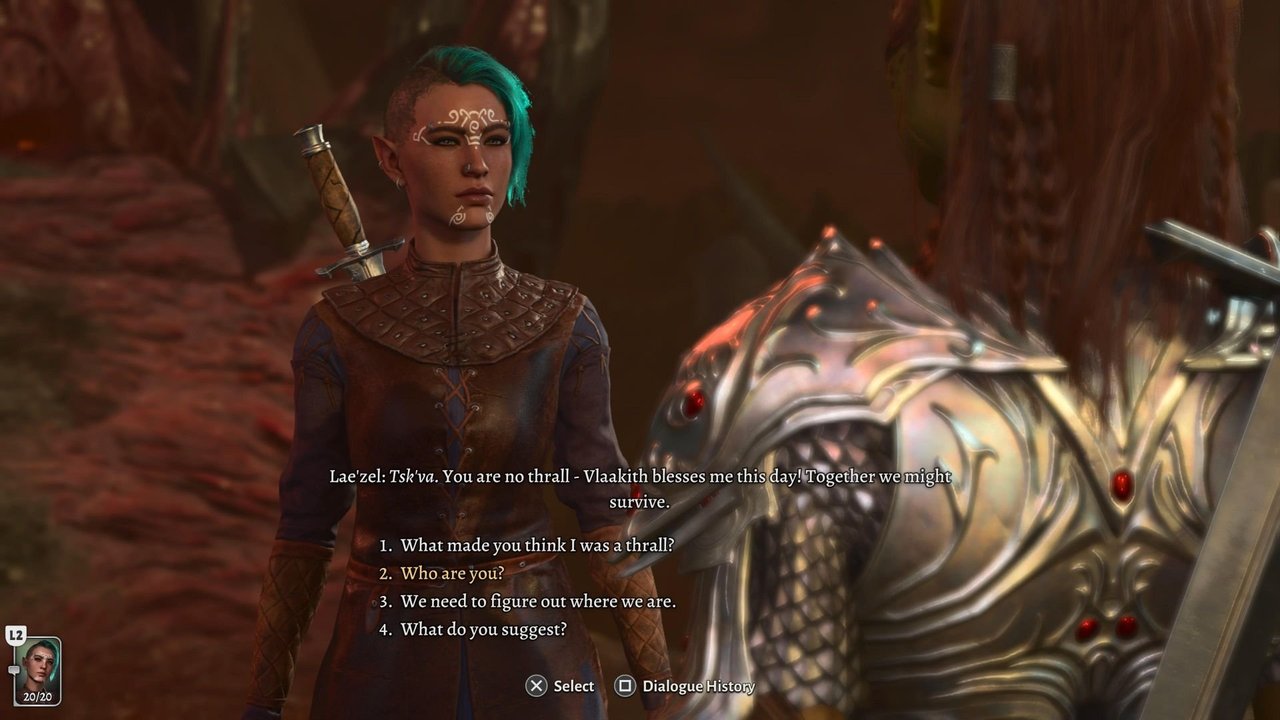 Lae'zel: Tsk'va. You are no thrall - Vlaakith blesses me this day! Together we might
survive.
1. What made you think I was a thrall?
2. Who are you?
3. We need to figure out where we are.
4. What do you suggest?
L2
20/20
Select
Dialogue History